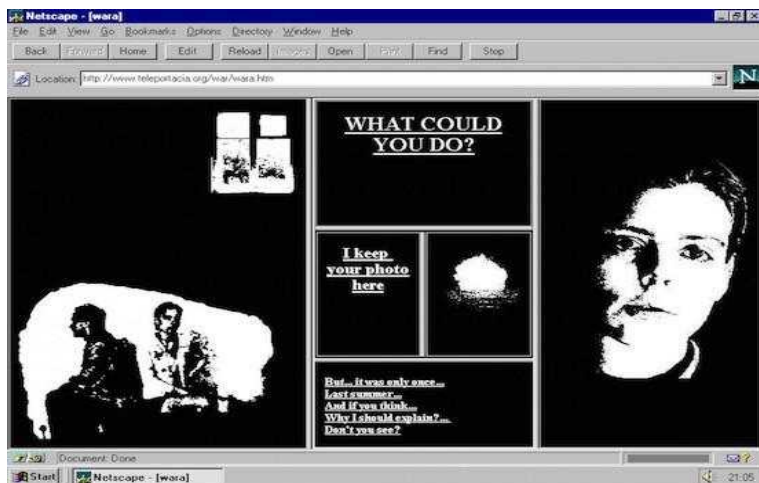 Netscape - [wara]
File Edit View Go Bookmarks Options Directory Window Help
Back Forward Home Edit Reload Images Open Print Find Stop
Location: http://www.teleportacia.org/war/wara.htm
N
WHAT COULD
YOU DO?
I keep
your photo
here
But... it was only once...
Last summer...
And if you think...
Why I should explain?...
Don't you see?
Document: Done
Start Netscape - [wara] 21:05